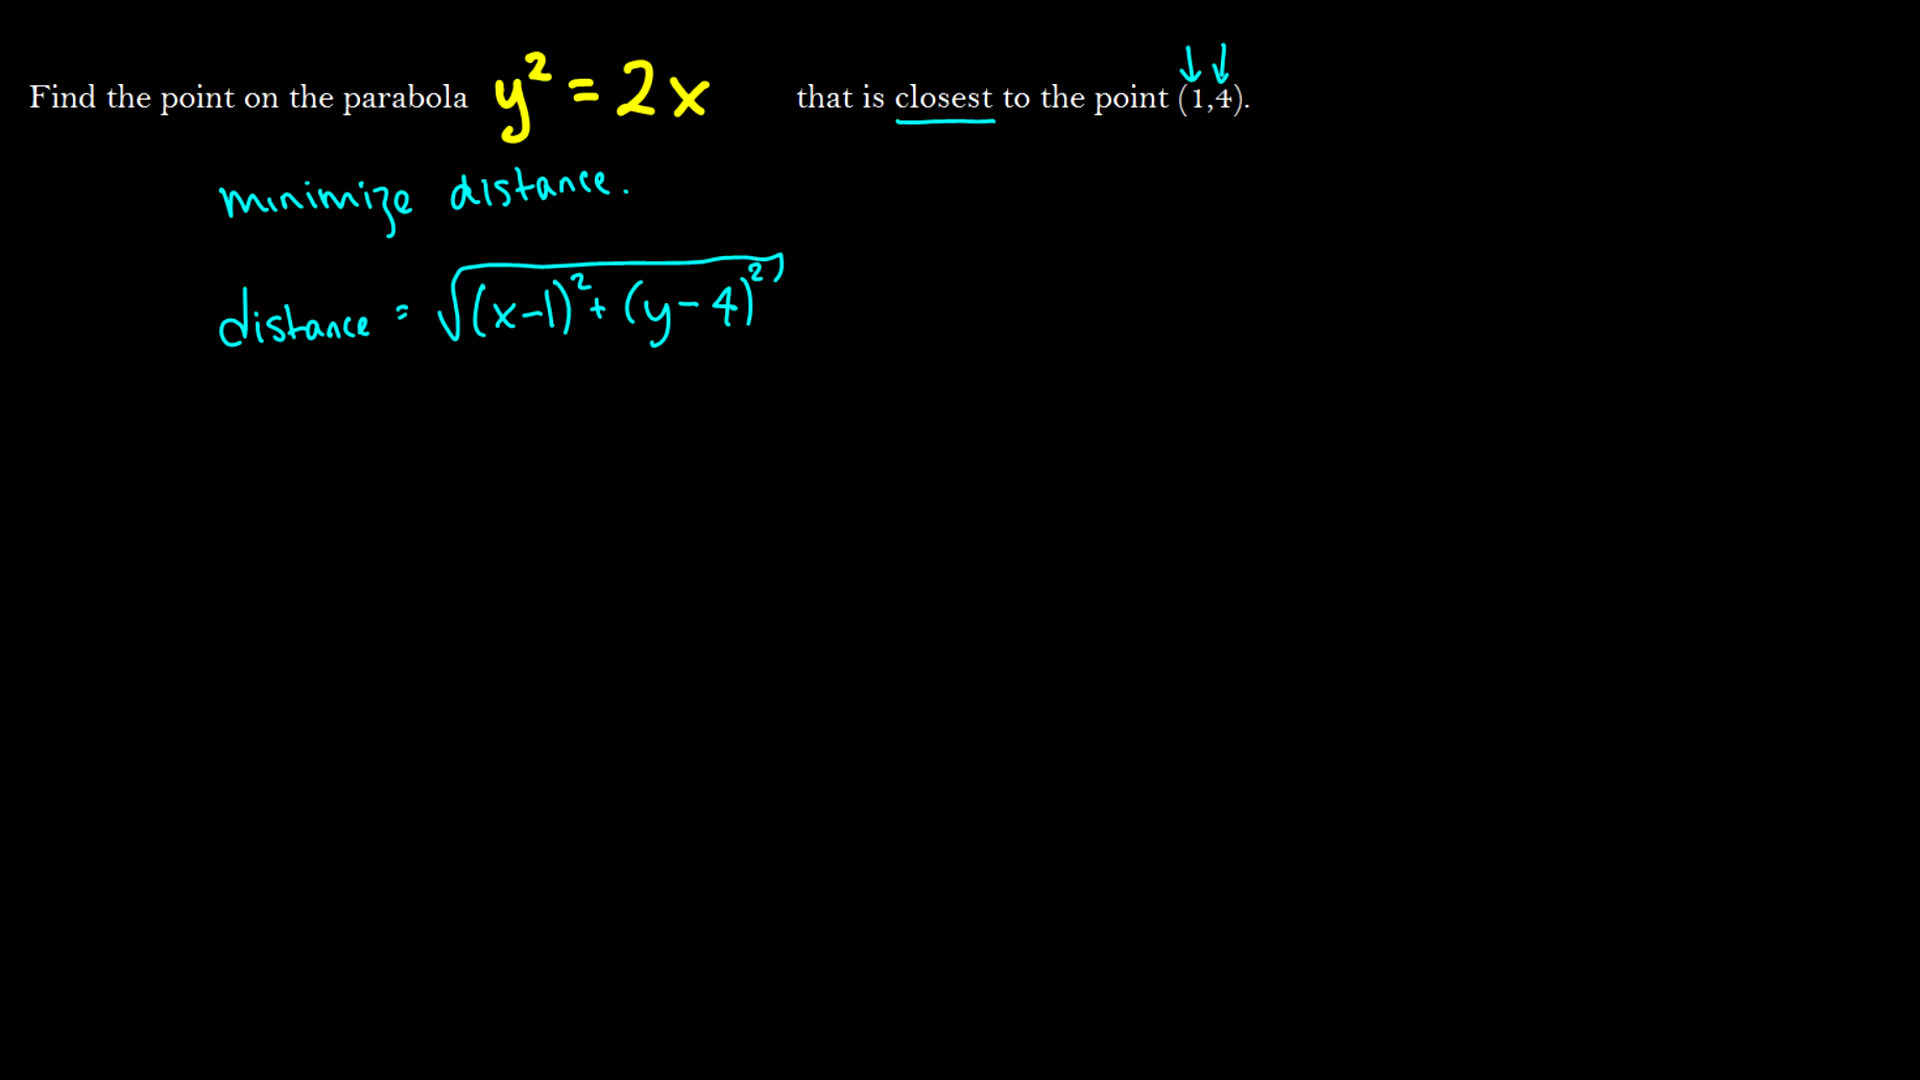 Find the point on the parabola y² = 2x that is closest to the point (1,4).
minimize distance.
distance = √((x-1)² + (y-4)²)